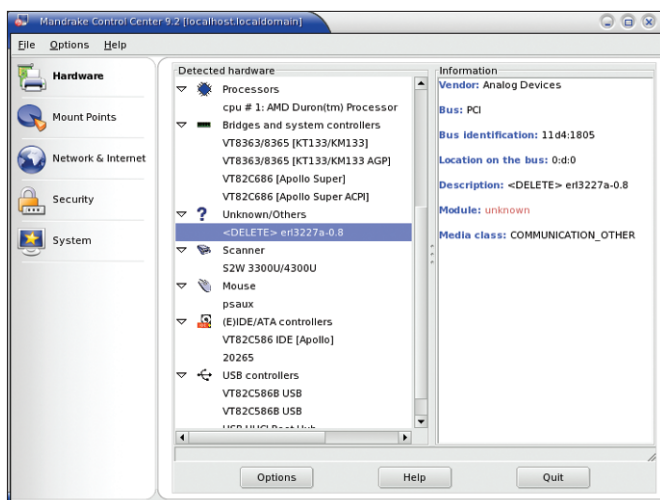 Mandrake Control Center 9.2 [localhost.localdomain]
File Options Help
Hardware
Mount Points
Network & Internet
Security
System
Detected hardware
Processors
cpu # 1: AMD Duron(tm) Processor
Bridges and system controllers
VT8363/8365 [KT133/KM133]
VT8363/8365 [KT133/KM133 AGP]
VT82C686 [Apollo Super]
VT82C686 [Apollo Super ACPI]
Unknown/Others
<DELETE> erl3227a-0.8
Scanner
S2W 3300U/4300U
Mouse
psaux
(E)IDE/ATA controllers
VT82C586 IDE [Apollo]
20265
USB controllers
VT82C586B USB
VT82C586B USB
USB UHCI Root Hub
Information
Vendor: Analog Devices
Bus: PCI
Bus identification: 11d4:1805
Location on the bus: 0:d:0
Description: <DELETE> erl3227a-0.8
Module: unknown
Media class: COMMUNICATION_OTHER
Options Help Quit